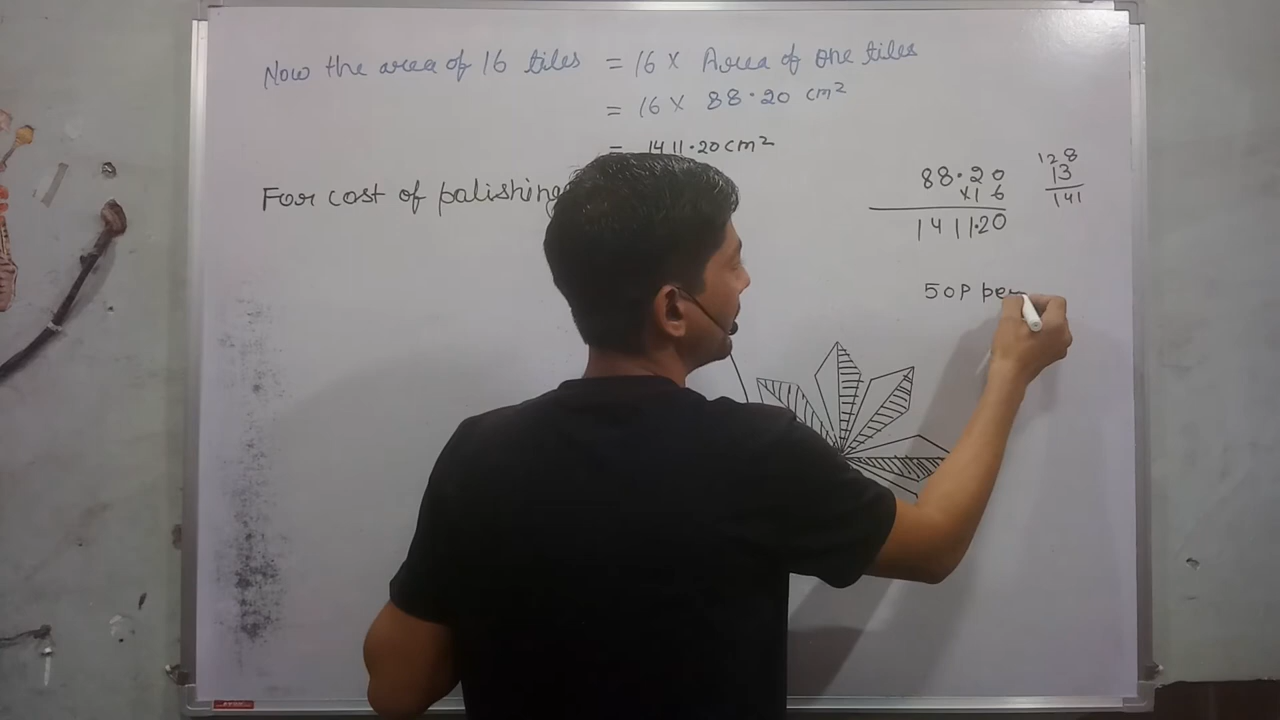 Now the area of 16 tiles = 16 × Area of One tiles
= 16 × 88.20 cm²
= 1411.20 cm²
For cost of palishing
88.20
×16
1411.20
128
13
141
50P per